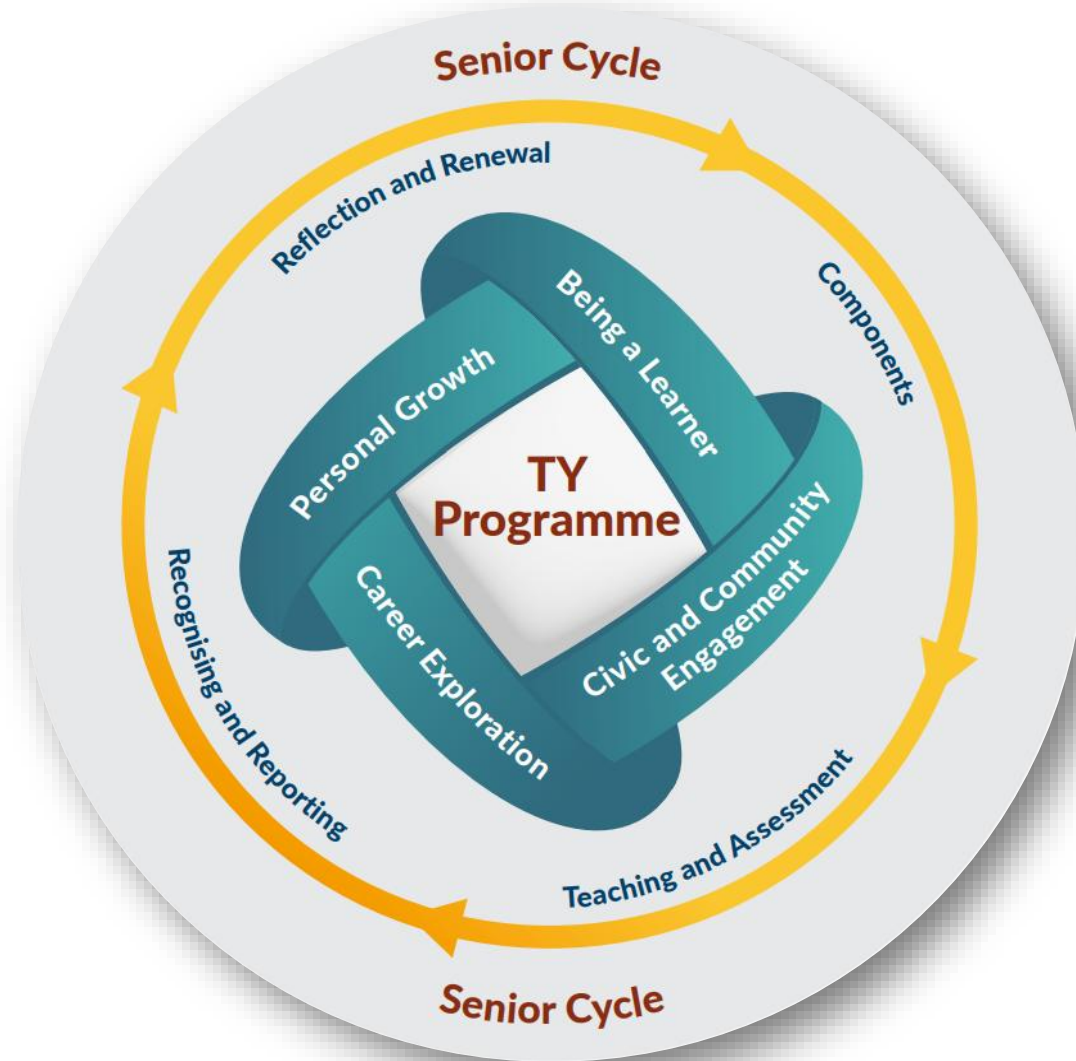 Senior Cycle
Reflection and Renewal
Components
Being a Learner
Personal Growth
TY
Programme
Civic and Community
Engagement
Career Exploration
Recognising and Reporting
Teaching and Assessment
Senior Cycle